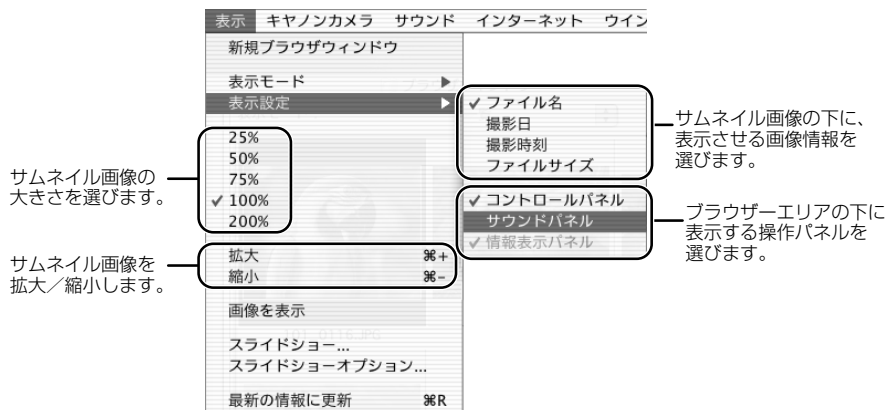 表示 キヤノンカメラ サウンド インターネット ウイン
新規ブラウザウィンドウ
表示モード ▶
表示設定 ▶
25%
50%
75%
✓ 100%
200%
拡大 ⌘+
縮小 ⌘-
画像を表示
スライドショー...
スライドショーオプション...
最新の情報に更新 ⌘R
✓ ファイル名
撮影日
撮影時刻
ファイルサイズ
✓ コントロールパネル
サウンドパネル
✓ 情報表示パネル
サムネイル画像の
大きさを選びます。
サムネイル画像を
拡大/縮小します。
サムネイル画像の下に、
表示させる画像情報を
選びます。
ブラウザーエリアの下に
表示する操作パネルを
選びます。